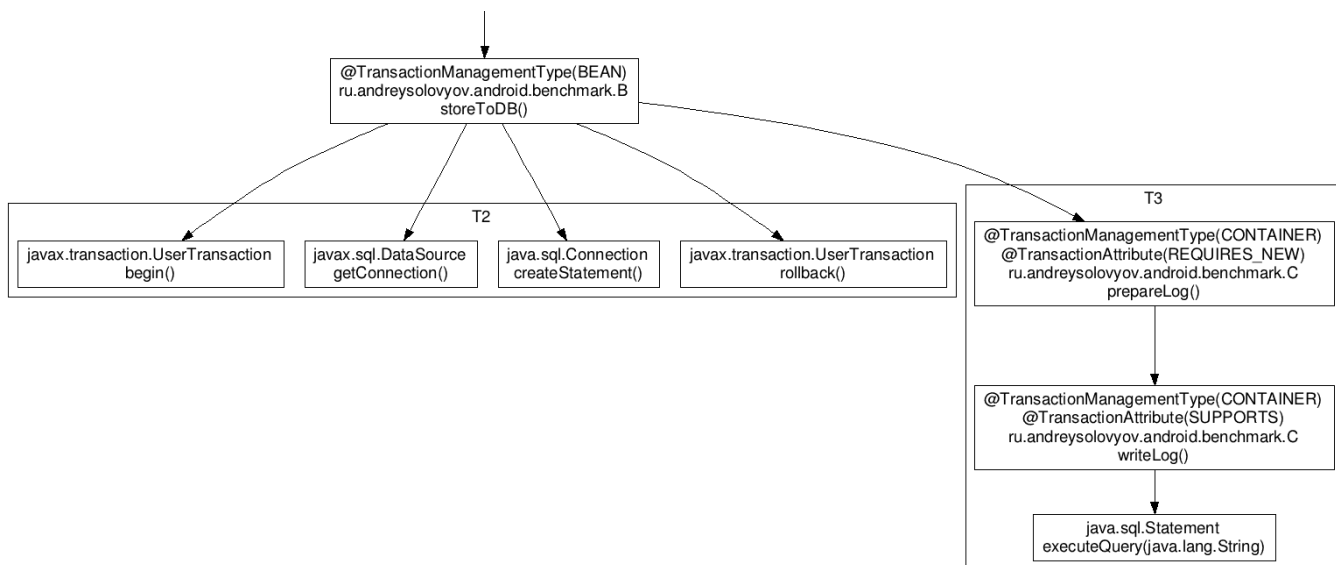 @TransactionManagementType(BEAN)
ru.andreysolovyov.android.benchmark.B
storeToDB()
T2
javax.transaction.UserTransaction
begin()
javax.sql.DataSource
getConnection()
java.sql.Connection
createStatement()
javax.transaction.UserTransaction
rollback()
T3
@TransactionManagementType(CONTAINER)
@TransactionAttribute(REQUIRES_NEW)
ru.andreysolovyov.android.benchmark.C
prepareLog()
@TransactionManagementType(CONTAINER)
@TransactionAttribute(SUPPORTS)
ru.andreysolovyov.android.benchmark.C
writeLog()
java.sql.Statement
executeQuery(java.lang.String)